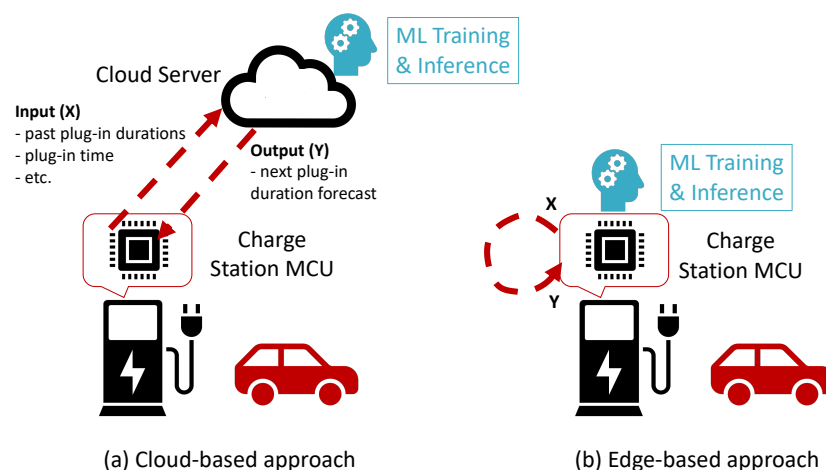 ML Training
& Inference
Cloud Server
Input (X)
- past plug-in durations
- plug-in time
- etc.
Output (Y)
- next plug-in
duration forecast
Charge
Station MCU
(a) Cloud-based approach
ML Training
& Inference
X
Y
Charge
Station MCU
(b) Edge-based approach